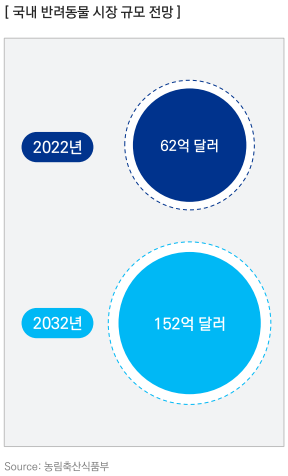 [ 국내 반려동물 시장 규모 전망 ]
2022년
62억 달러
2032년
152억 달러
Source: 농림축산식품부